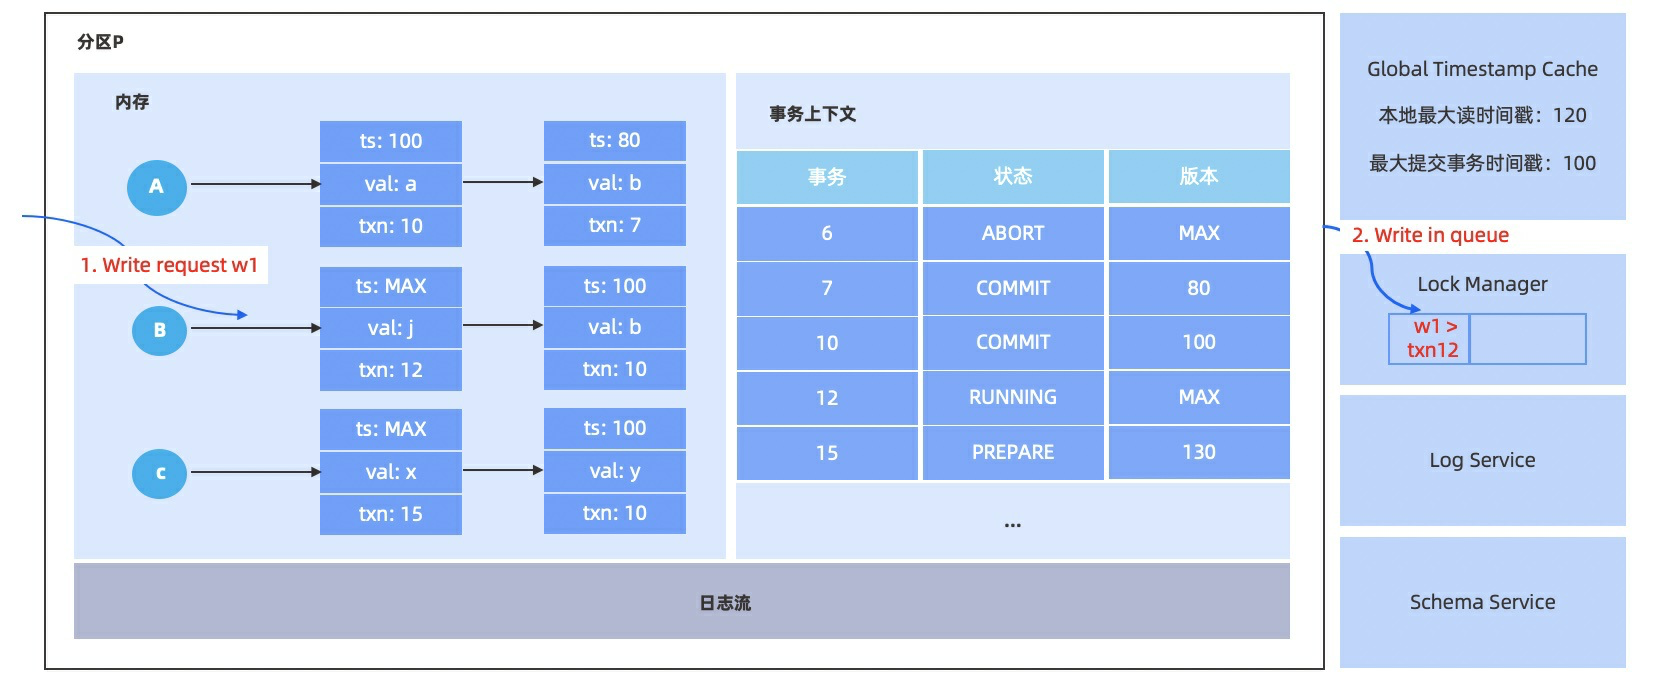 分区P
内存
A
ts: 100
val: a
txn: 10
ts: 80
val: b
txn: 7
1. Write request w1
B
ts: MAX
val: j
txn: 12
ts: 100
val: b
txn: 10
c
ts: MAX
val: x
txn: 15
ts: 100
val: y
txn: 10
事务上下文
事务 状态 版本
6 ABORT MAX
7 COMMIT 80
10 COMMIT 100
12 RUNNING MAX
15 PREPARE 130
...
日志流
Global Timestamp Cache
本地最大读时间戳：120
最大提交事务时间戳：100
2. Write in queue
Lock Manager
w1 >
txn12
Log Service
Schema Service